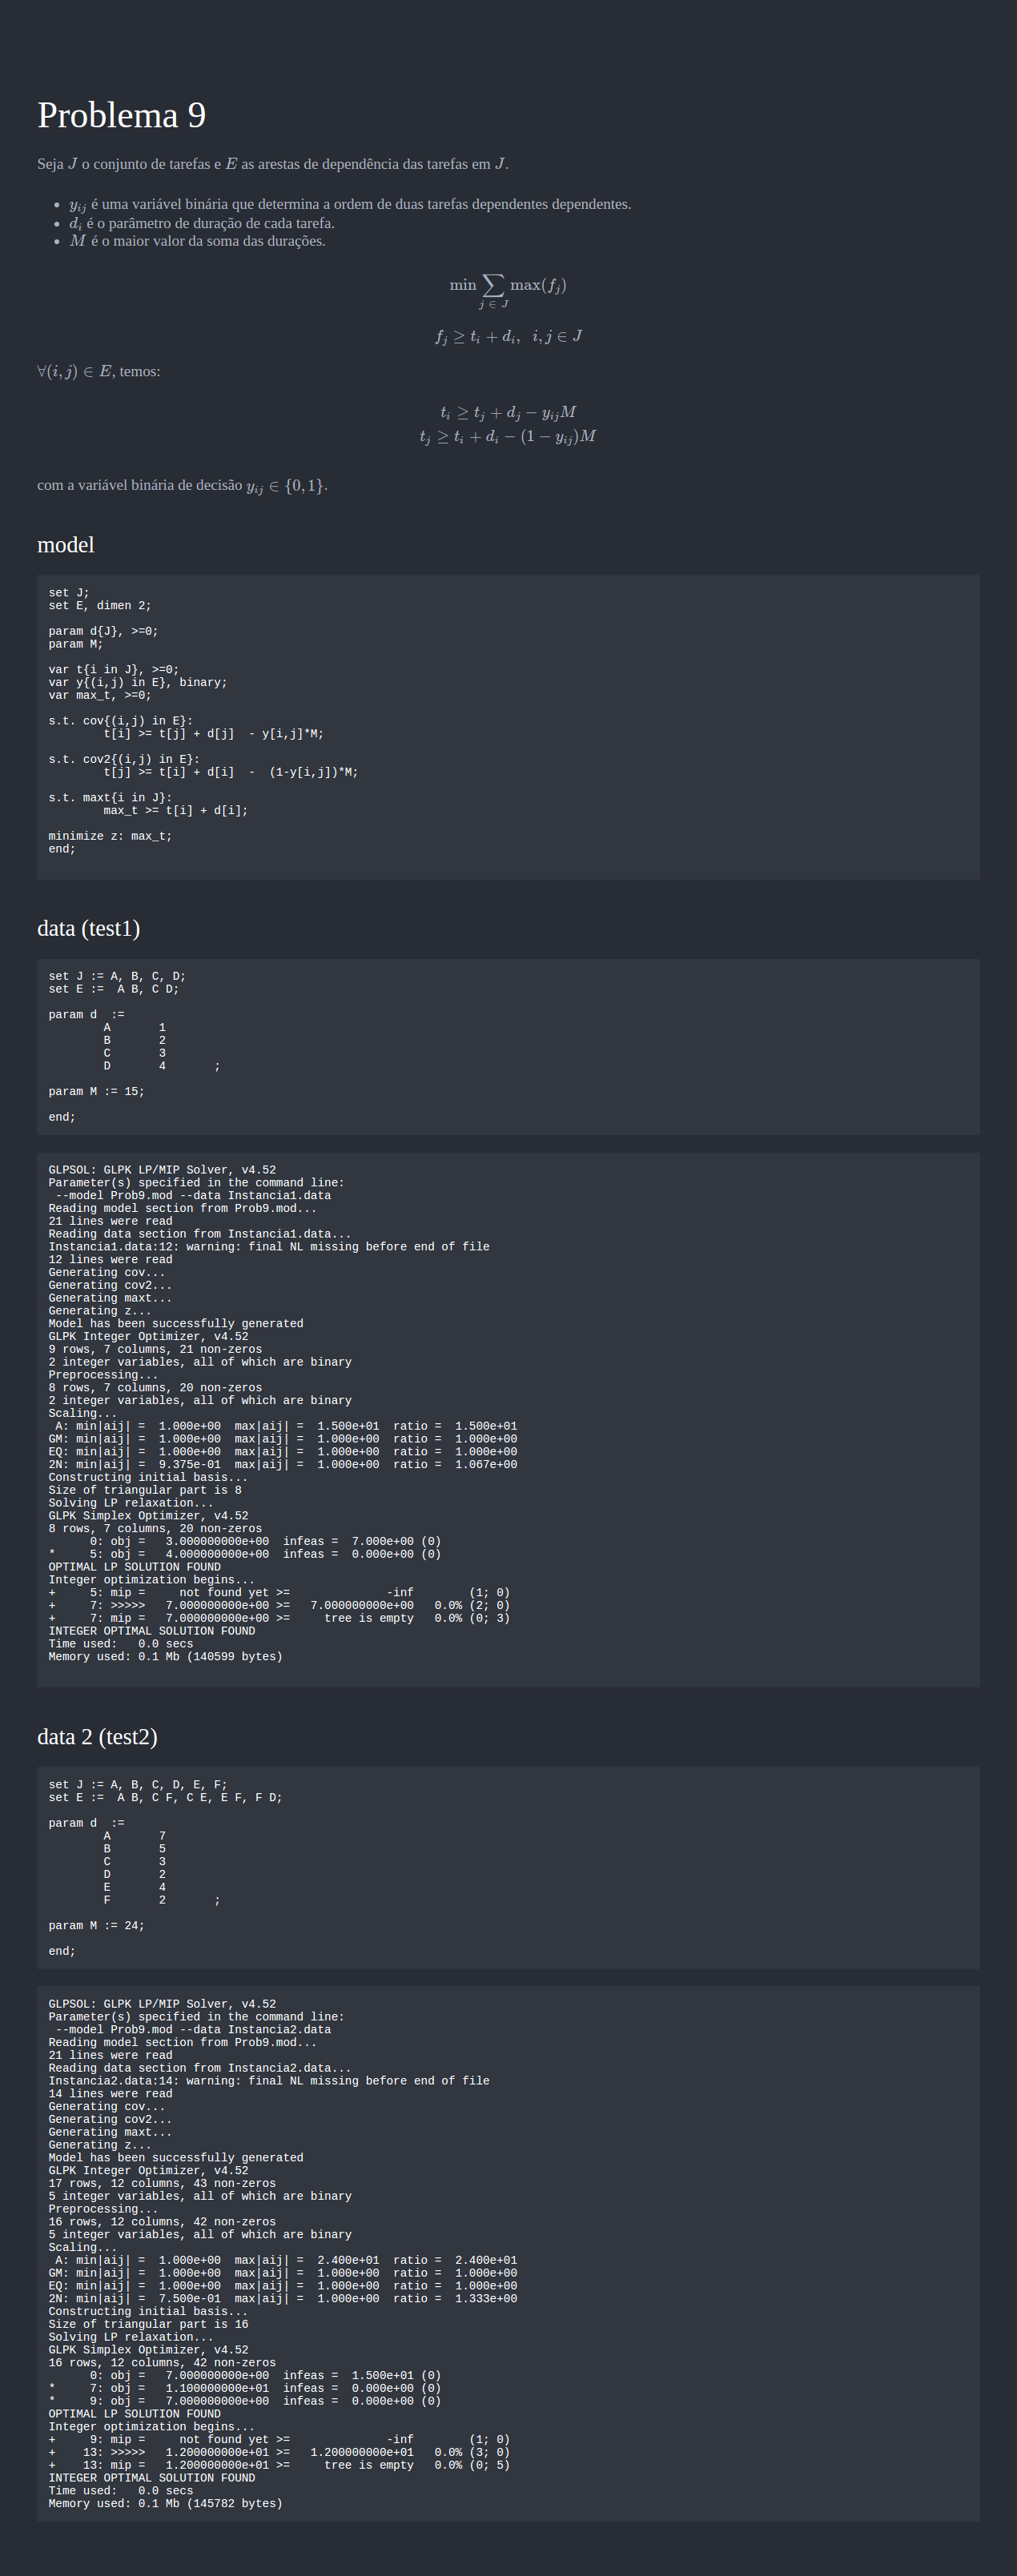 Problema 9
Seja J o conjunto de tarefas e E as arestas de dependência das tarefas em J.
• y_{ij} é uma variável binária que determina a ordem de duas tarefas dependentes dependentes.
• d_i é o parâmetro de duração de cada tarefa.
• M é o maior valor da soma das durações.
min ∑_{j ∈ J} max(f_j)
f_j ≥ t_i + d_i, i, j ∈ J
∀(i, j) ∈ E, temos:
t_i ≥ t_j + d_j − y_{ij}M
t_j ≥ t_i + d_i − (1 − y_{ij})M
com a variável binária de decisão y_{ij} ∈ {0, 1}.
model
set J;
set E, dimen 2;
param d{J}, >=0;
param M;
var t{i in J}, >=0;
var y{(i,j) in E}, binary;
var max_t, >=0;
s.t. cov{(i,j) in E}:
t[i] >= t[j] + d[j]  - y[i,j]*M;
s.t. cov2{(i,j) in E}:
t[j] >= t[i] + d[i]  -  (1-y[i,j])*M;
s.t. maxt{i in J}:
max_t >= t[i] + d[i];
minimize z: max_t;
end;
data (test1)
set J := A, B, C, D;
set E :=  A B, C D;
param d  :=
A       1
B       2
C       3
D       4       ;
param M := 15;
end;
GLPSOL: GLPK LP/MIP Solver, v4.52
Parameter(s) specified in the command line:
--model Prob9.mod --data Instancia1.data
Reading model section from Prob9.mod...
21 lines were read
Reading data section from Instancia1.data...
Instancia1.data:12: warning: final NL missing before end of file
12 lines were read
Generating cov...
Generating cov2...
Generating maxt...
Generating z...
Model has been successfully generated
GLPK Integer Optimizer, v4.52
9 rows, 7 columns, 21 non-zeros
2 integer variables, all of which are binary
Preprocessing...
8 rows, 7 columns, 20 non-zeros
2 integer variables, all of which are binary
Scaling...
A: min|aij| =  1.000e+00  max|aij| =  1.500e+01  ratio =  1.500e+01
GM: min|aij| =  1.000e+00  max|aij| =  1.000e+00  ratio =  1.000e+00
EQ: min|aij| =  1.000e+00  max|aij| =  1.000e+00  ratio =  1.000e+00
2N: min|aij| =  9.375e-01  max|aij| =  1.000e+00  ratio =  1.067e+00
Constructing initial basis...
Size of triangular part is 8
Solving LP relaxation...
GLPK Simplex Optimizer, v4.52
8 rows, 7 columns, 20 non-zeros
0: obj =   3.000000000e+00  infeas =  7.000e+00 (0)
*     5: obj =   4.000000000e+00  infeas =  0.000e+00 (0)
OPTIMAL LP SOLUTION FOUND
Integer optimization begins...
+     5: mip =     not found yet >=              -inf        (1; 0)
+     7: >>>>>   7.000000000e+00 >=   7.000000000e+00   0.0% (2; 0)
+     7: mip =   7.000000000e+00 >=     tree is empty   0.0% (0; 3)
INTEGER OPTIMAL SOLUTION FOUND
Time used:   0.0 secs
Memory used: 0.1 Mb (140599 bytes)
data 2 (test2)
set J := A, B, C, D, E, F;
set E :=  A B, C F, C E, E F, F D;
param d  :=
A       7
B       5
C       3
D       2
E       4
F       2       ;
param M := 24;
end;
GLPSOL: GLPK LP/MIP Solver, v4.52
Parameter(s) specified in the command line:
--model Prob9.mod --data Instancia2.data
Reading model section from Prob9.mod...
21 lines were read
Reading data section from Instancia2.data...
Instancia2.data:14: warning: final NL missing before end of file
14 lines were read
Generating cov...
Generating cov2...
Generating maxt...
Generating z...
Model has been successfully generated
GLPK Integer Optimizer, v4.52
17 rows, 12 columns, 43 non-zeros
5 integer variables, all of which are binary
Preprocessing...
16 rows, 12 columns, 42 non-zeros
5 integer variables, all of which are binary
Scaling...
A: min|aij| =  1.000e+00  max|aij| =  2.400e+01  ratio =  2.400e+01
GM: min|aij| =  1.000e+00  max|aij| =  1.000e+00  ratio =  1.000e+00
EQ: min|aij| =  1.000e+00  max|aij| =  1.000e+00  ratio =  1.000e+00
2N: min|aij| =  7.500e-01  max|aij| =  1.000e+00  ratio =  1.333e+00
Constructing initial basis...
Size of triangular part is 16
Solving LP relaxation...
GLPK Simplex Optimizer, v4.52
16 rows, 12 columns, 42 non-zeros
0: obj =   7.000000000e+00  infeas =  1.500e+01 (0)
*     7: obj =   1.100000000e+01  infeas =  0.000e+00 (0)
*     9: obj =   7.000000000e+00  infeas =  0.000e+00 (0)
OPTIMAL LP SOLUTION FOUND
Integer optimization begins...
+     9: mip =     not found yet >=              -inf        (1; 0)
+    13: >>>>>   1.200000000e+01 >=   1.200000000e+01   0.0% (3; 0)
+    13: mip =   1.200000000e+01 >=     tree is empty   0.0% (0; 5)
INTEGER OPTIMAL SOLUTION FOUND
Time used:   0.0 secs
Memory used: 0.1 Mb (145782 bytes)